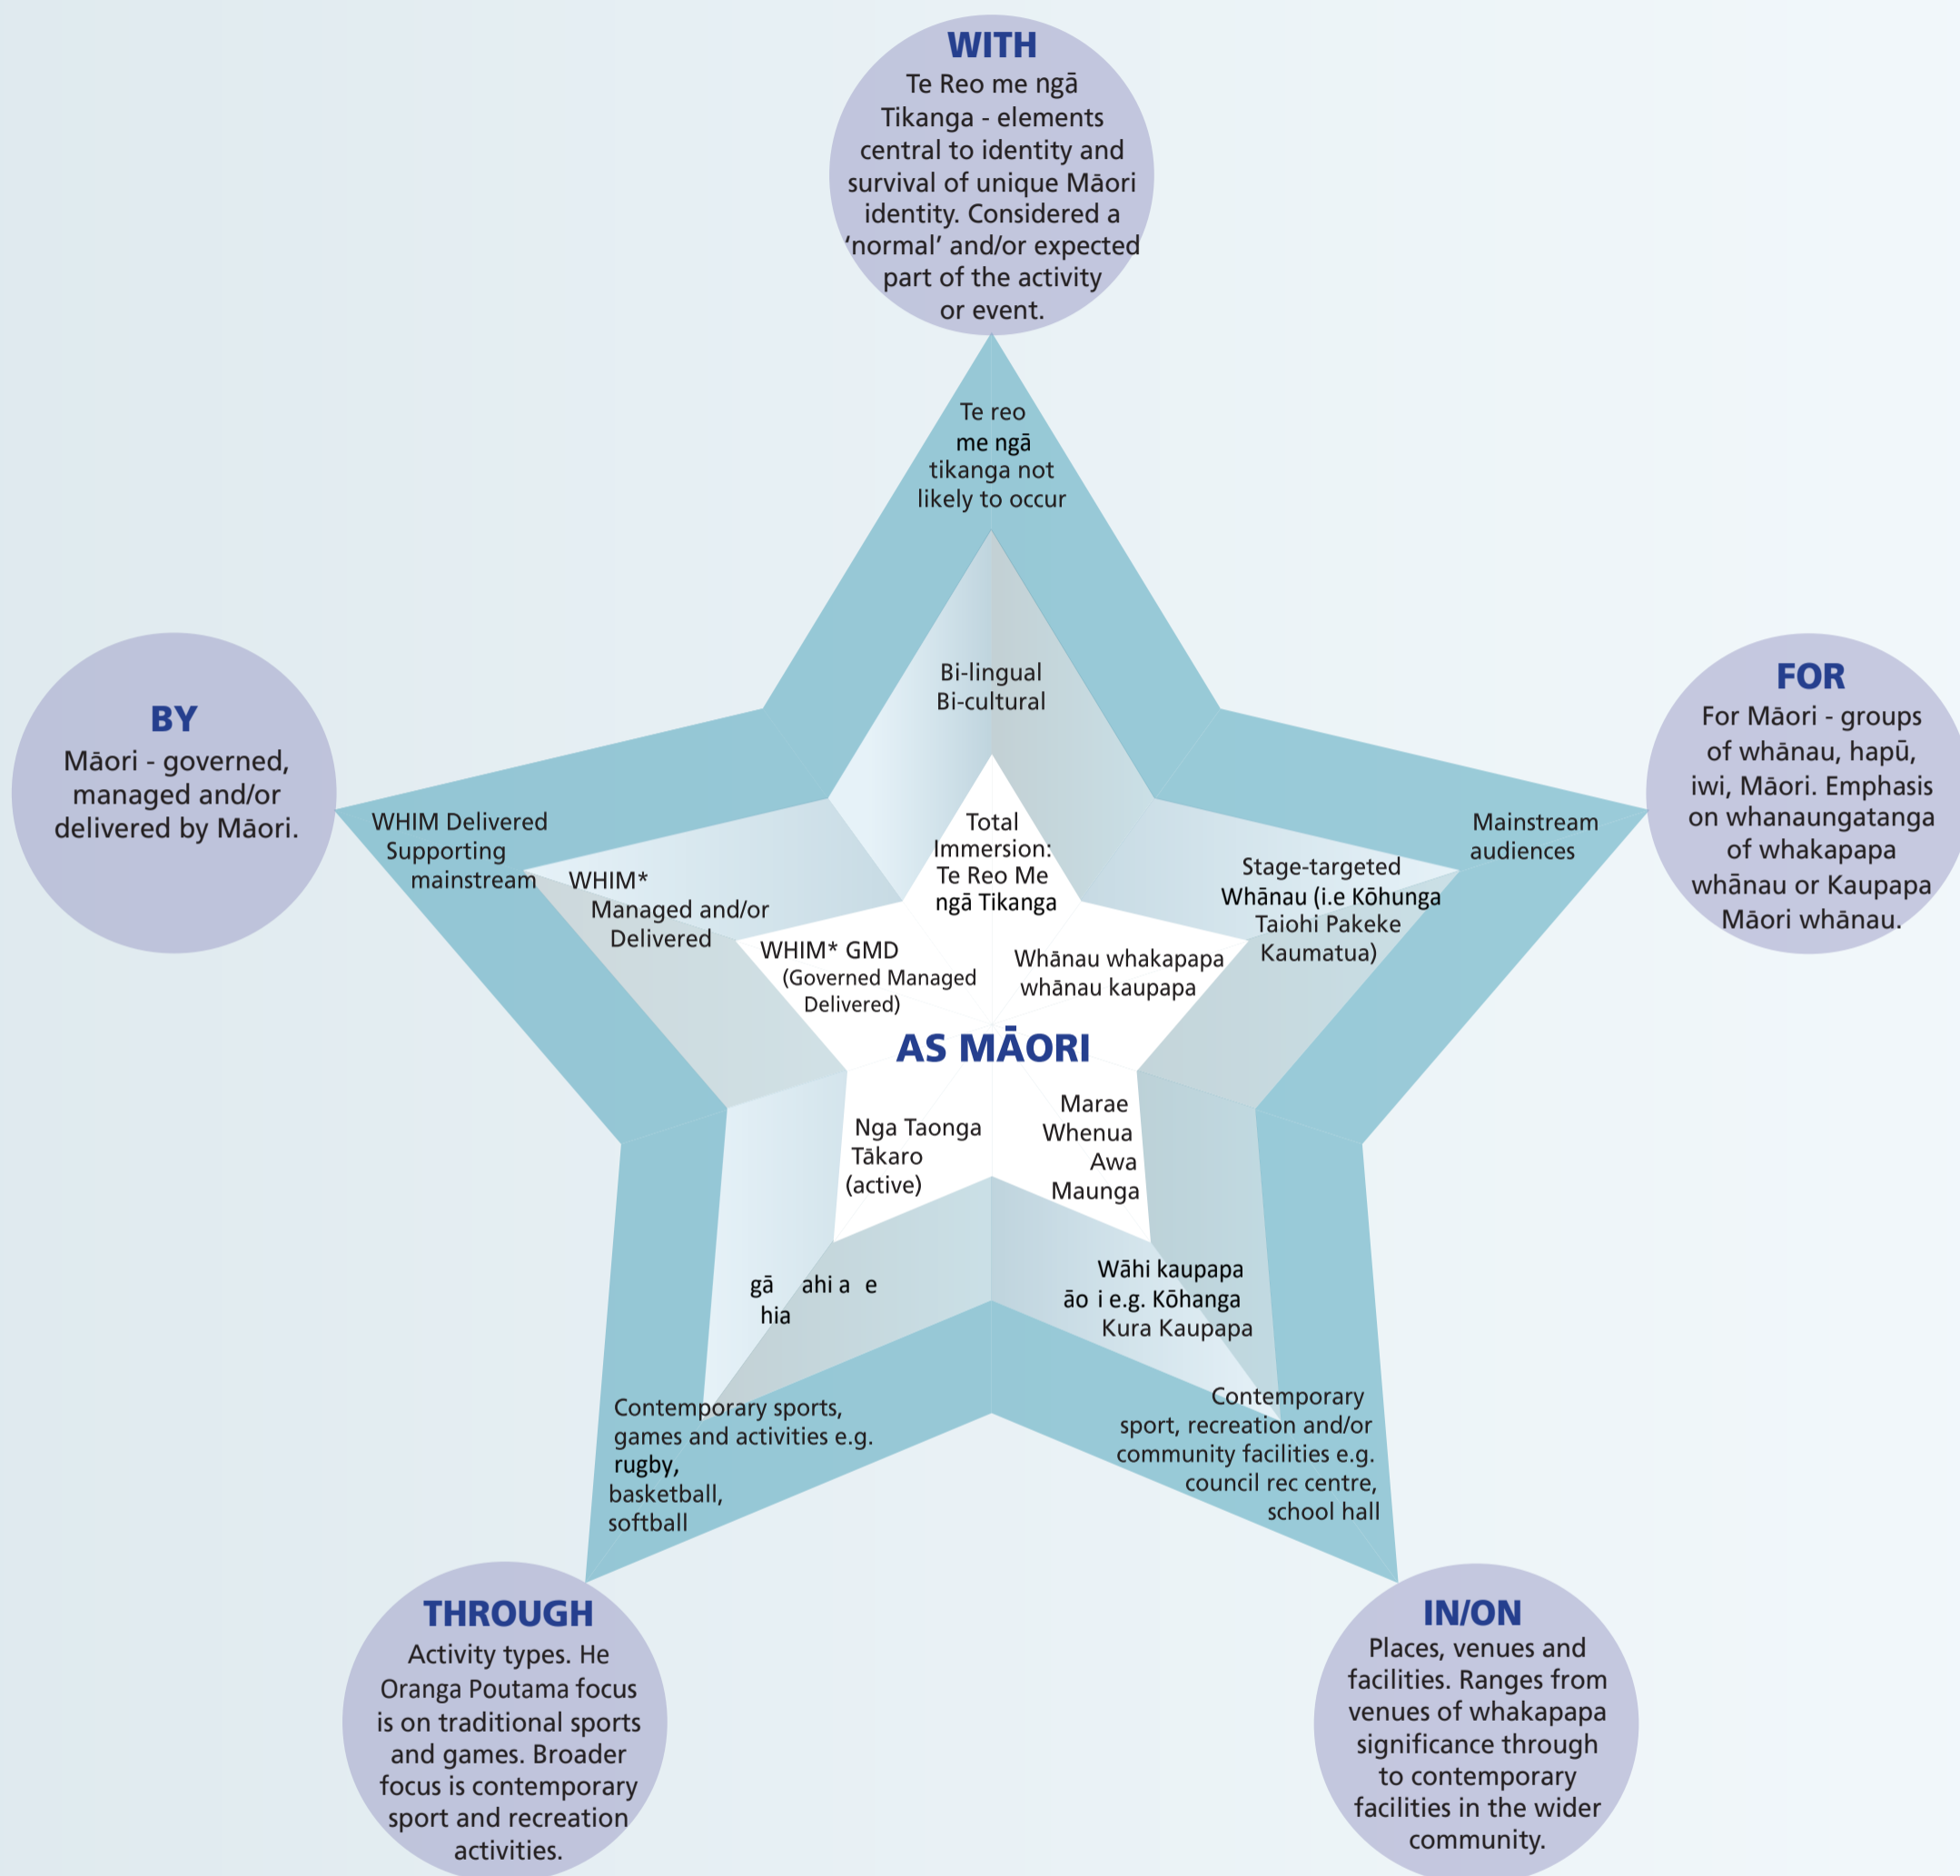 WITH
Te Reo me ngā
Tikanga - elements
central to identity and
survival of unique Māori
identity. Considered a
‘normal’ and/or expected
part of the activity
or event.
Te reo
me ngā
tikanga not
likely to occur
Bi-lingual
Bi-cultural
Total
Immersion:
Te Reo Me
ngā Tikanga
BY
Māori - governed,
managed and/or
delivered by Māori.
WHIM Delivered
Supporting
mainstream
WHIM*
Managed and/or
Delivered
WHIM* GMD
(Governed Managed
Delivered)
FOR
For Māori - groups
of whānau, hapū,
iwi, Māori. Emphasis
on whanaungatanga
of whakapapa
whānau or Kaupapa
Māori whānau.
Mainstream
audiences
Stage-targeted
Whānau (i.e Kōhunga
Taiohi Pakeke
Kaumatua)
Whānau whakapapa
whānau kaupapa
AS MĀORI
Nga Taonga
Tākaro
(active)
gā ahi a e
hia
Contemporary sports,
games and activities e.g.
rugby,
basketball,
softball
Marae
Whenua
Awa
Maunga
Wāhi kaupapa
āo i e.g. Kōhanga
Kura Kaupapa
Contemporary
sport, recreation and/or
community facilities e.g.
council rec centre,
school hall
THROUGH
Activity types. He
Oranga Poutama focus
is on traditional sports
and games. Broader
focus is contemporary
sport and recreation
activities.
IN/ON
Places, venues and
facilities. Ranges from
venues of whakapapa
significance through
to contemporary
facilities in the wider
community.